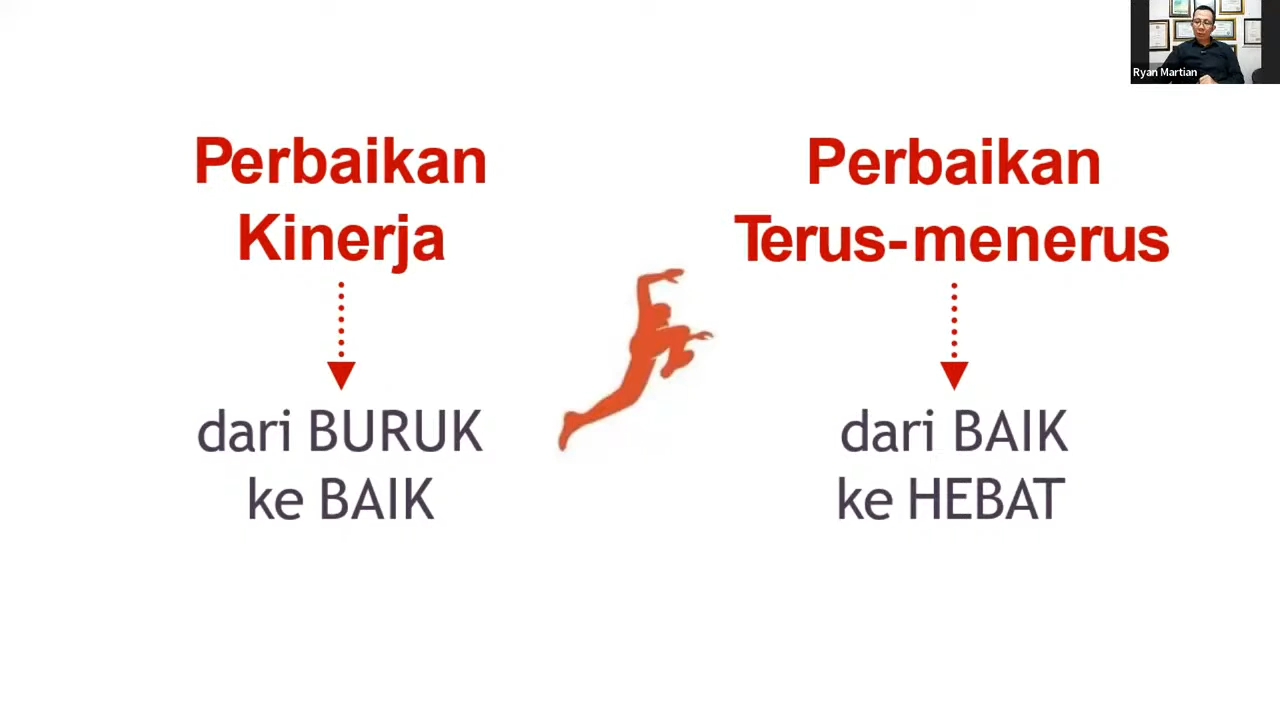 Ryan Martian
Perbaikan
Kinerja
dari BURUK
ke BAIK
Perbaikan
Terus-menerus
dari BAIK
ke HEBAT